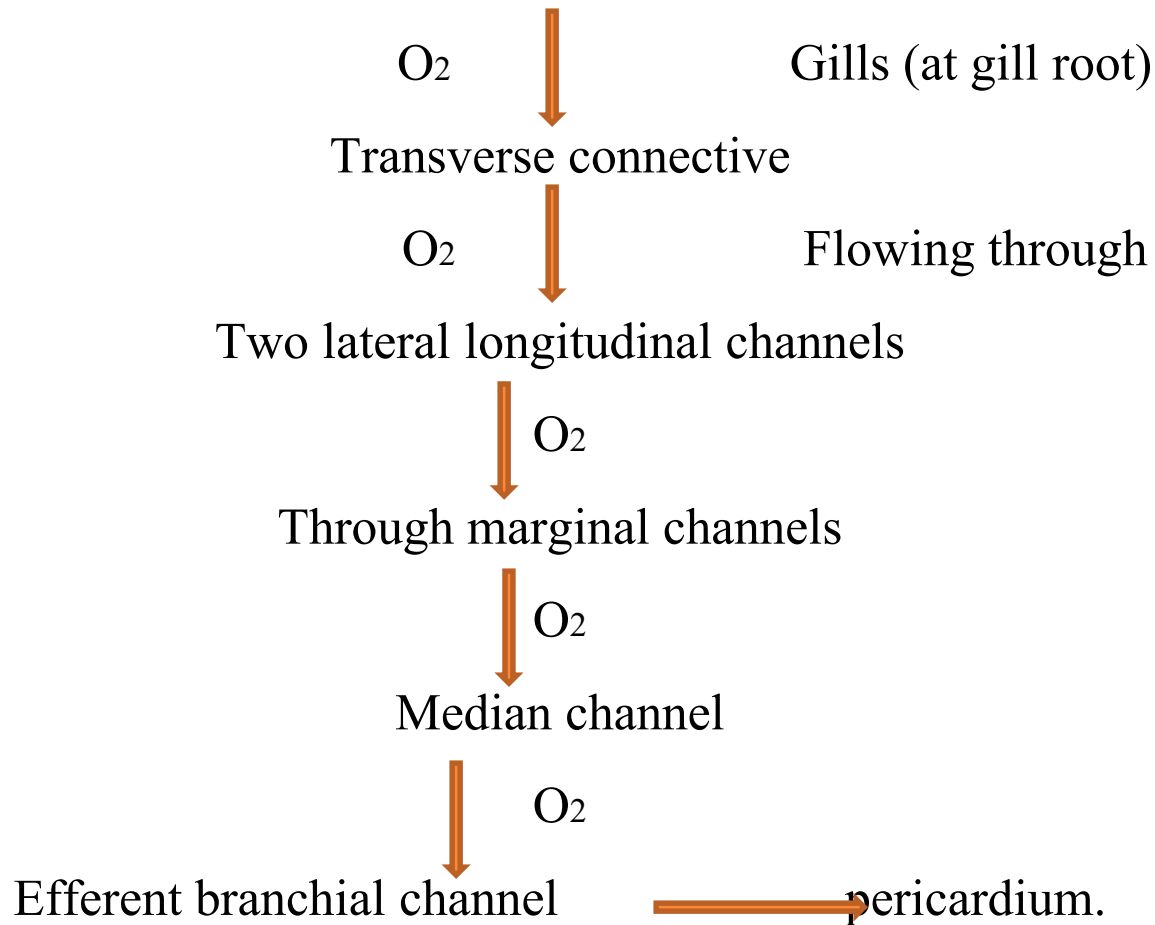 O₂ Gills (at gill root)
Transverse connective
O₂ Flowing through
Two lateral longitudinal channels
O₂
Through marginal channels
O₂
Median channel
O₂
Efferent branchial channel pericardium.